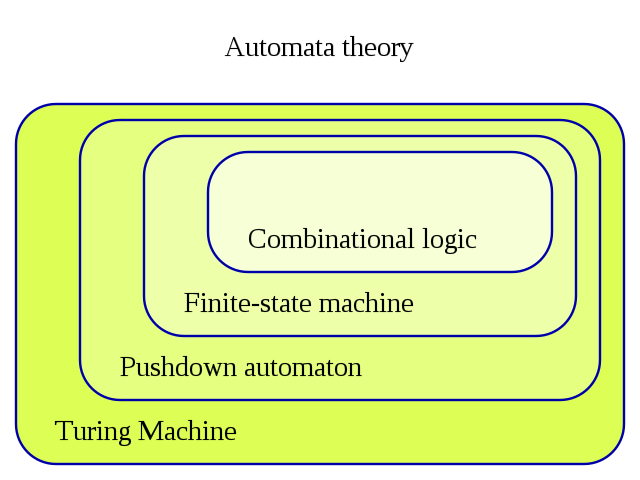 Automata theory
Combinational logic
Finite-state machine
Pushdown automaton
Turing Machine